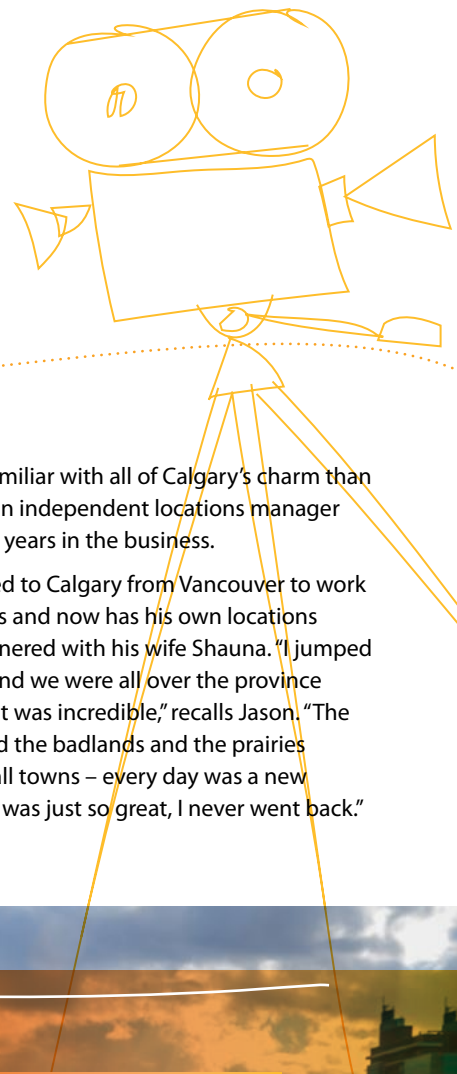 miliar with all of Calgary's charm than
n independent locations manager
years in the business.
ed to Calgary from Vancouver to work
s and now has his own locations
nered with his wife Shauna. “I jumped
nd we were all over the province
t was incredible,” recalls Jason. “The
d the badlands and the prairies
all towns – every day was a new
was just so great, I never went back.”